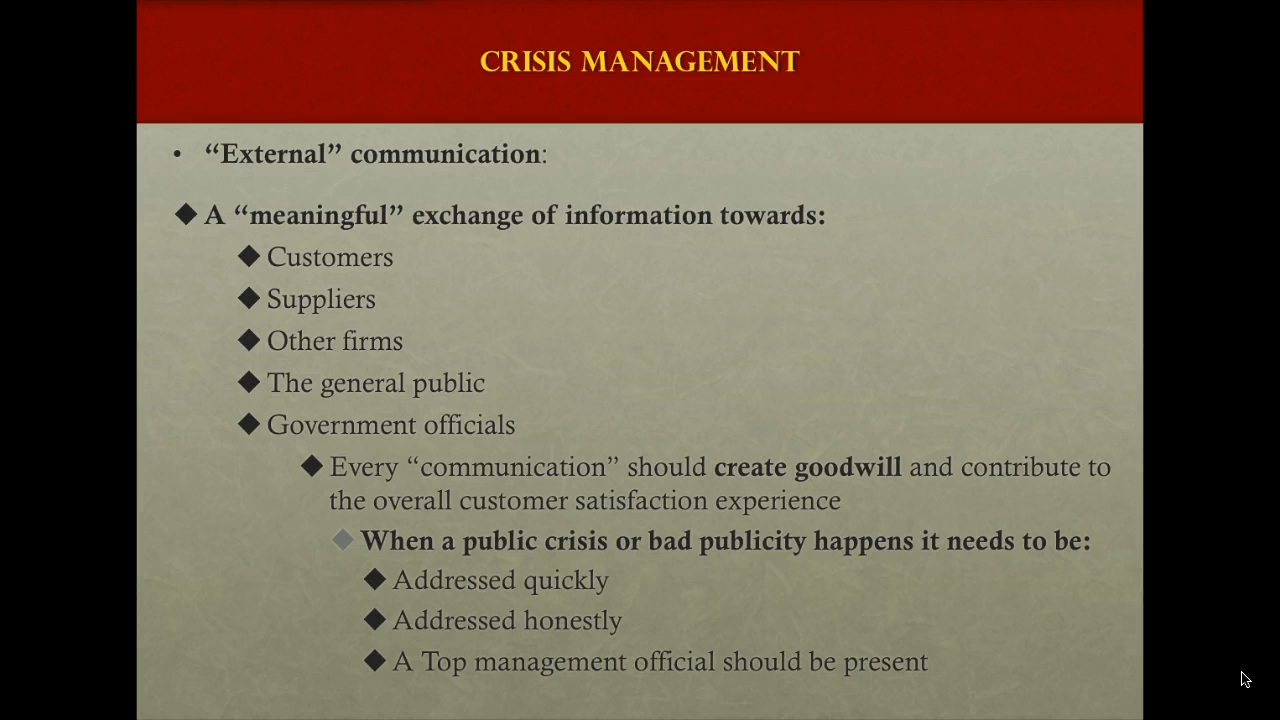 CRISIS MANAGEMENT
• “External” communication:
◆ A “meaningful” exchange of information towards:
◆ Customers
◆ Suppliers
◆ Other firms
◆ The general public
◆ Government officials
◆ Every “communication” should create goodwill and contribute to
the overall customer satisfaction experience
◆ When a public crisis or bad publicity happens it needs to be:
◆ Addressed quickly
◆ Addressed honestly
◆ A Top management official should be present